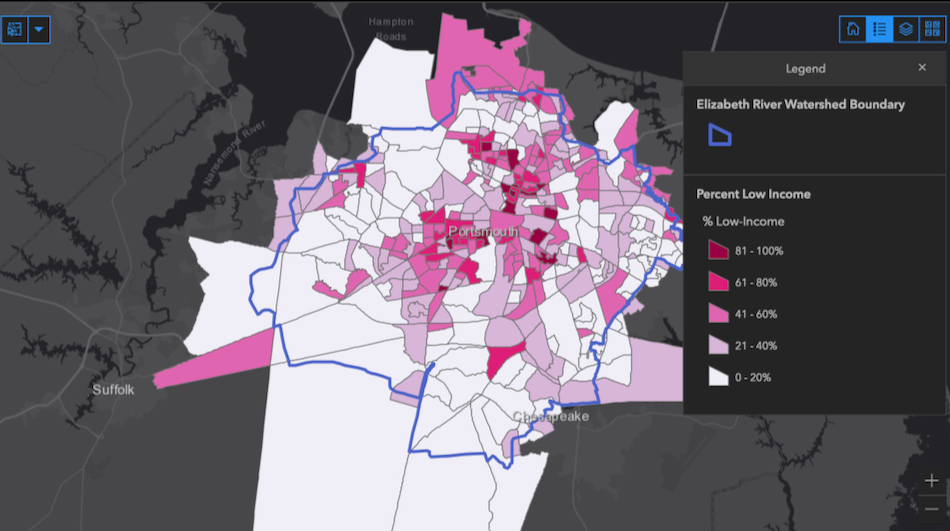 Hampton
Roads
Nansemond River
Portsmouth
Suffolk
Chesapeake
Legend
Elizabeth River Watershed Boundary
Percent Low Income
% Low-Income
81 - 100%
61 - 80%
41 - 60%
21 - 40%
0 - 20%